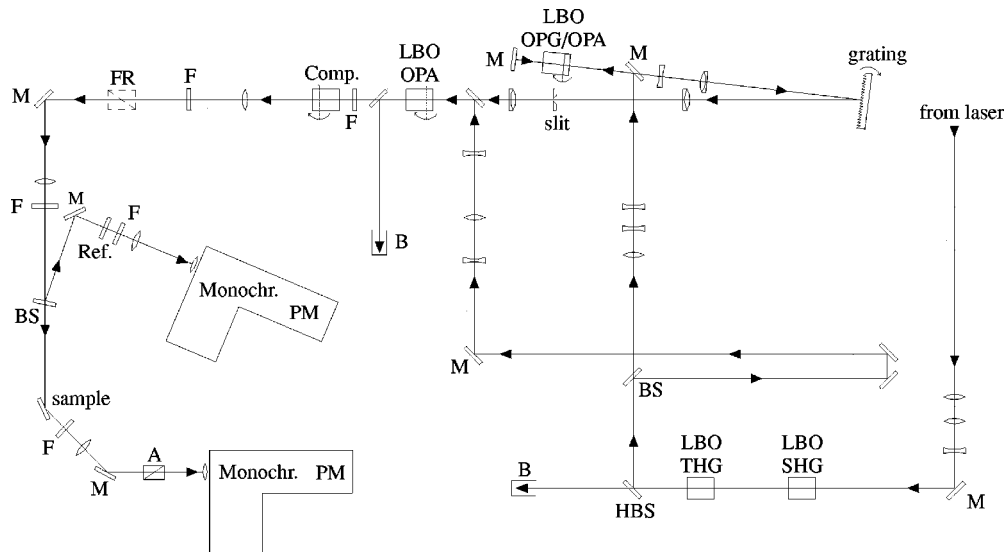 LBO
OPG/OPA
M
M
grating
LBO
OPA
Comp.
F
FR
M
F
slit
from laser
F
M
F
Ref.
B
Monochr.
PM
BS
M
BS
sample
F
M
A
Monochr.
PM
LBO
THG
LBO
SHG
B
HBS
M